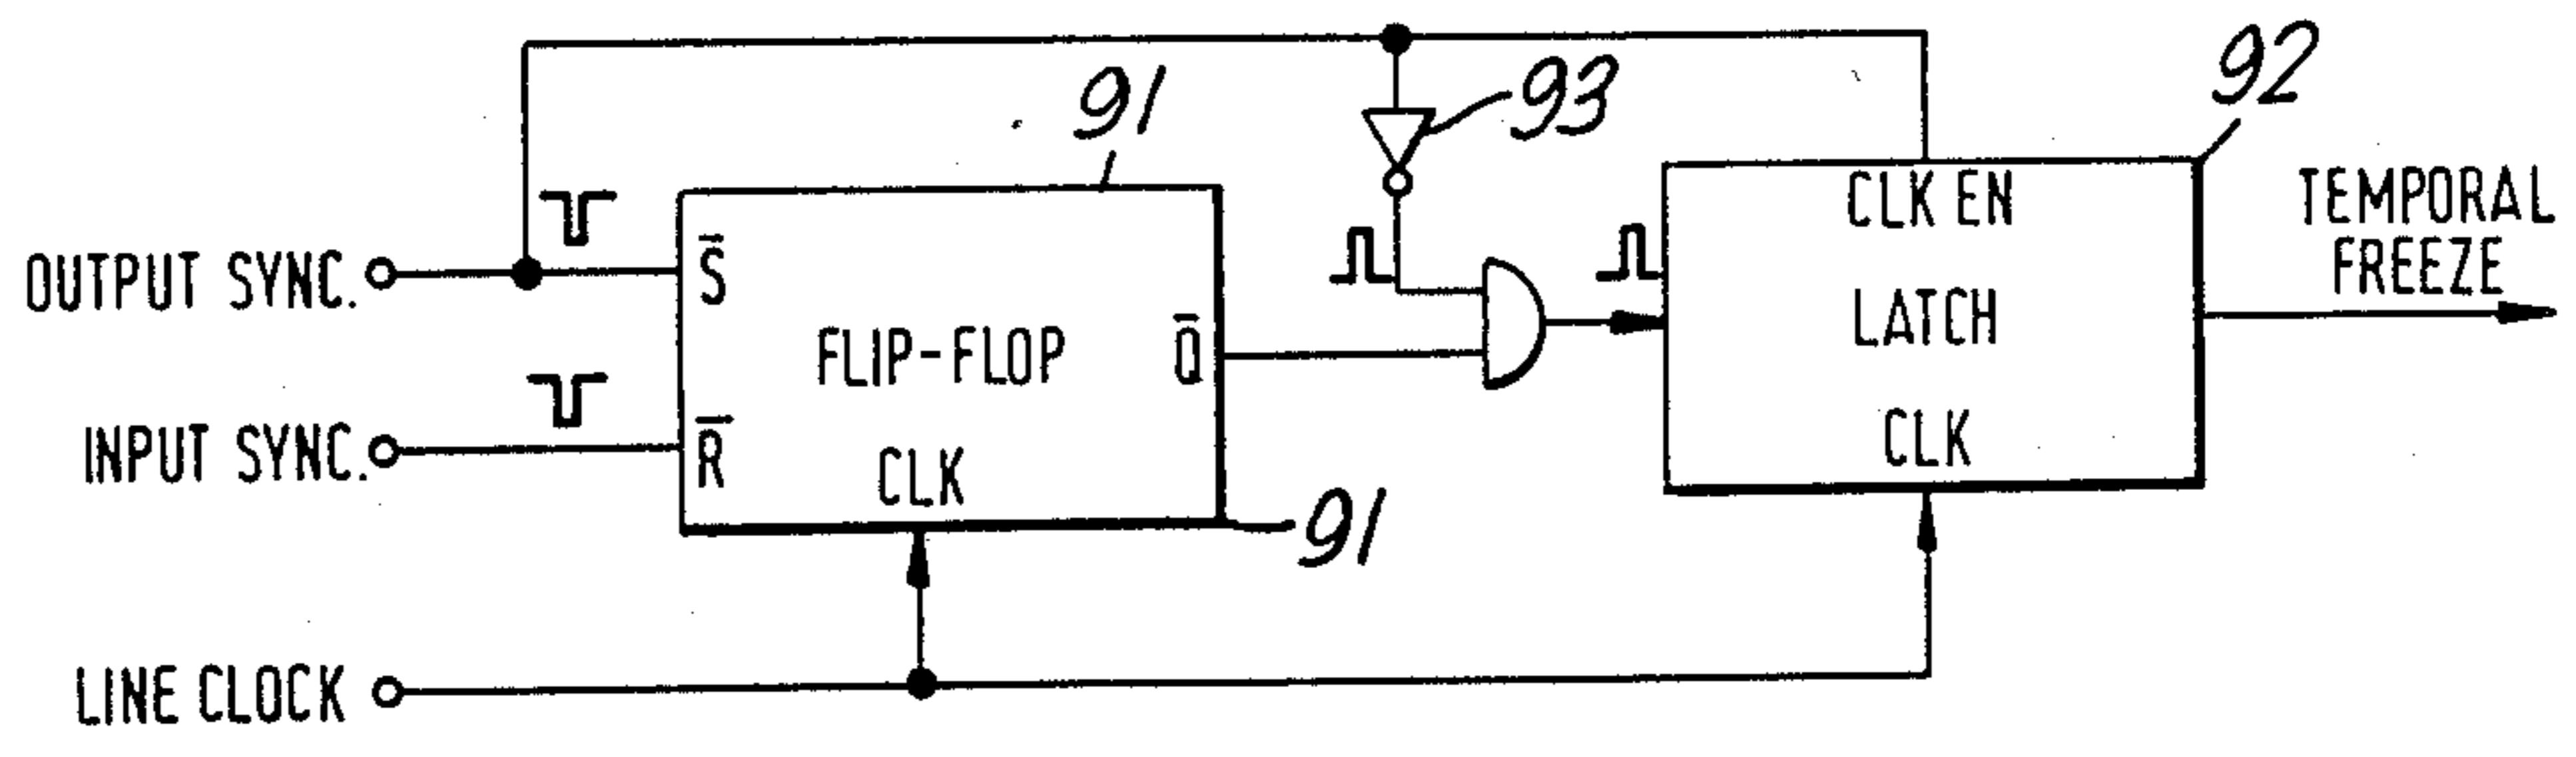 91
93
92
OUTPUT SYNC.
S̅
FLIP-FLOP
Q̅
INPUT SYNC.
R̅
CLK
91
CLK EN
LATCH
CLK
TEMPORAL
FREEZE
LINE CLOCK